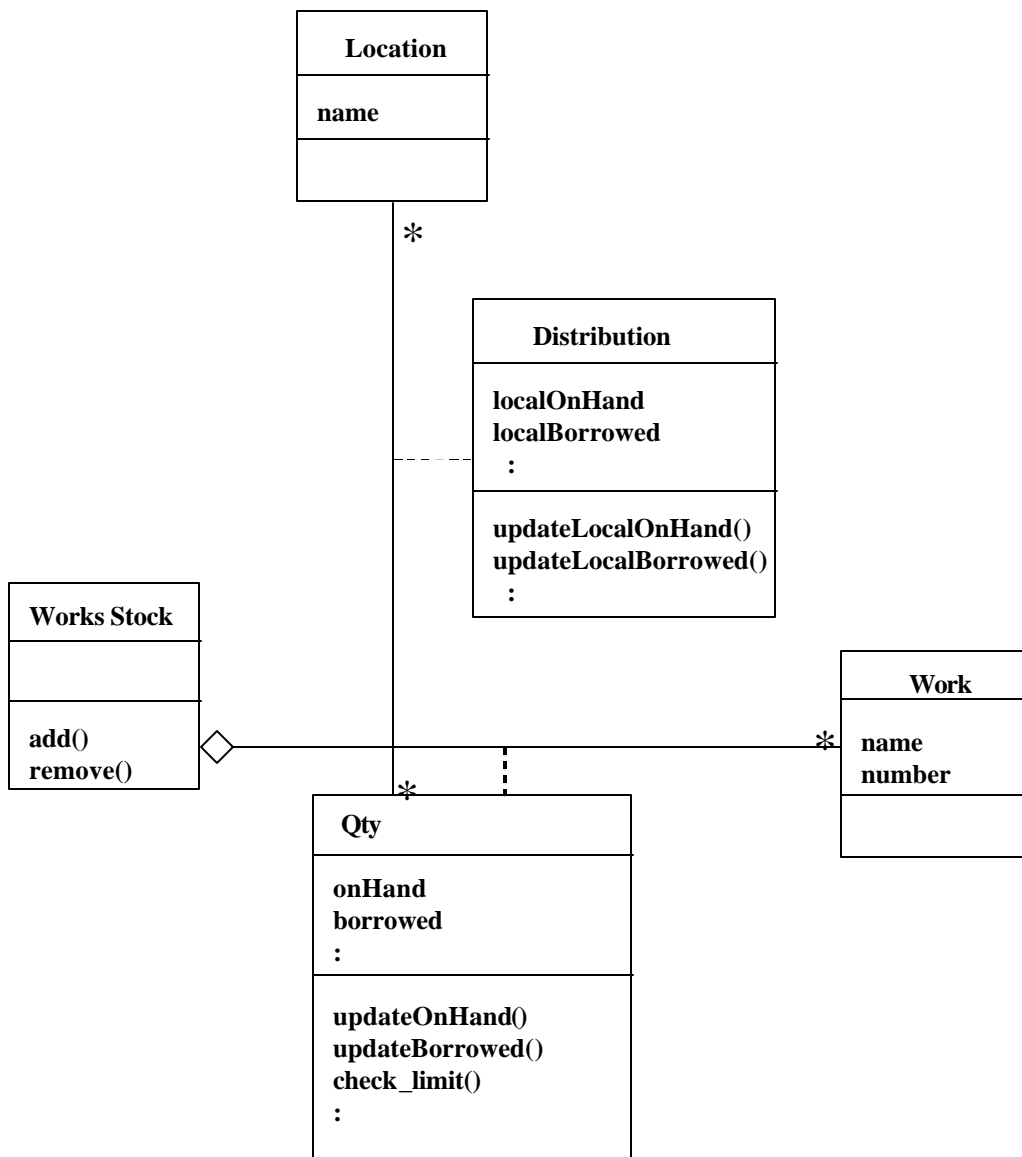 Location
name
*
Distribution
localOnHand
localBorrowed
:
updateLocalOnHand()
updateLocalBorrowed()
:
Works Stock
add()
remove()
Work
name
number
*
*
Qty
onHand
borrowed
:
updateOnHand()
updateBorrowed()
check_limit()
: